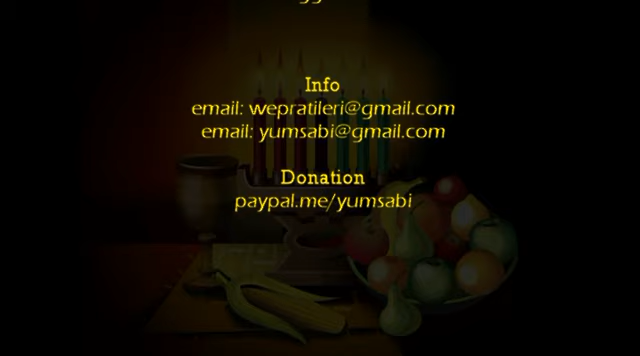 Info
email: wepratileri@gmail.com
email: yumsabi@gmail.com
Donation
paypal.me/yumsabi